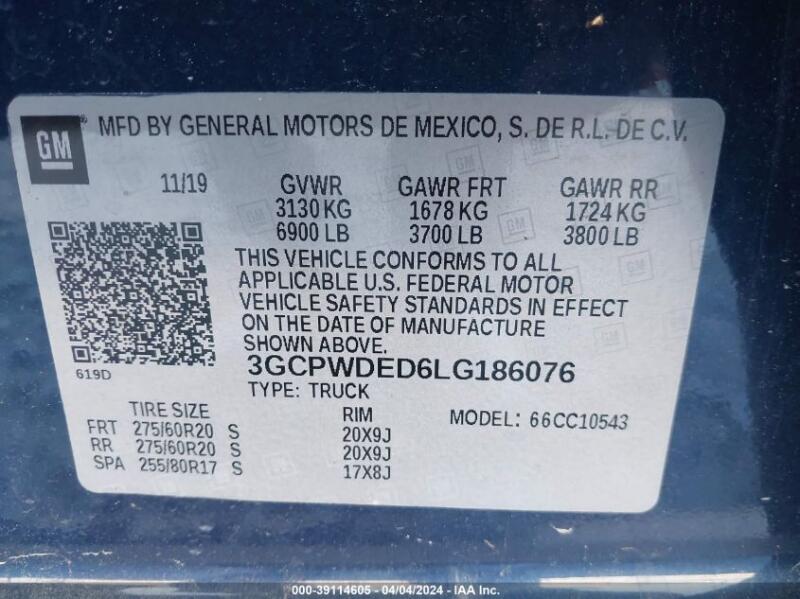 GM ® MFD BY GENERAL MOTORS DE MEXICO, S. DE R.L. DE C.V.
11/19 GVWR GAWR FRT GAWR RR
3130 KG 1678 KG 1724 KG
6900 LB 3700 LB 3800 LB
THIS VEHICLE CONFORMS TO ALL
APPLICABLE U.S. FEDERAL MOTOR
VEHICLE SAFETY STANDARDS IN EFFECT
ON THE DATE OF MANUFACTURE
SHOWN ABOVE.
619D 3GCPWDED6LG186076
TYPE: TRUCK
TIRE SIZE RIM MODEL: 66CC10543
FRT 275/60R20 S 20X9J
RR 275/60R20 S 20X9J
SPA 255/80R17 S 17X8J
000-39114605 - 04/04/2024 - IAA Inc.